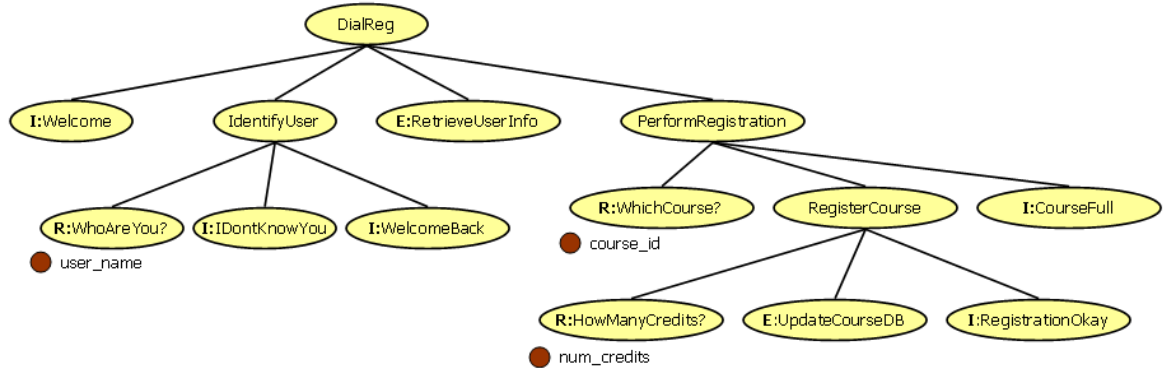 DialReg
I:Welcome
IdentifyUser
E:RetrieveUserInfo
PerformRegistration
R:WhoAreYou?
I:IDontKnowYou
I:WelcomeBack
R:WhichCourse?
RegisterCourse
I:CourseFull
user_name
course_id
R:HowManyCredits?
E:UpdateCourseDB
I:RegistrationOkay
num_credits